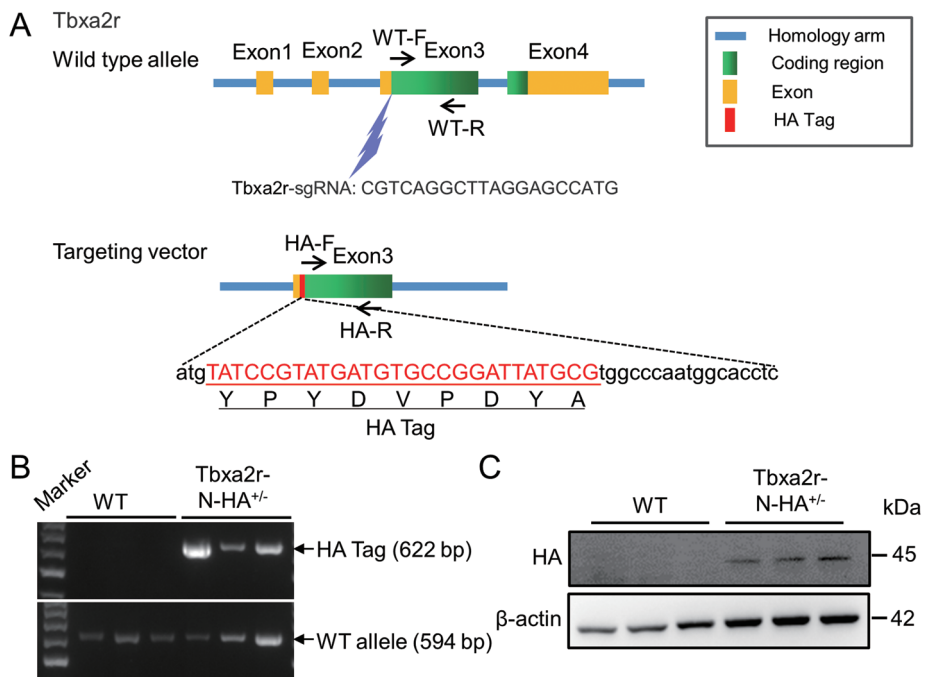 A
Tbxa2r
Wild type allele
Exon1
Exon2
WT-F
Exon3
Exon4
WT-R
Tbxa2r-sgRNA: CGTCAGGCTTAGGAGCCATG
Homology arm
Coding region
Exon
HA Tag
Targeting vector
HA-F
Exon3
HA-R
atgTATCCGTATGATGTGCCGGATTATGCGtggcccaatggcacctc
Y P Y D V P D Y A
HA Tag
B
Marker
WT
Tbxa2r-
N-HA+/-
HA Tag (622 bp)
WT allele (594 bp)
C
WT
Tbxa2r-
N-HA+/-
kDa
HA
45
β-actin
42